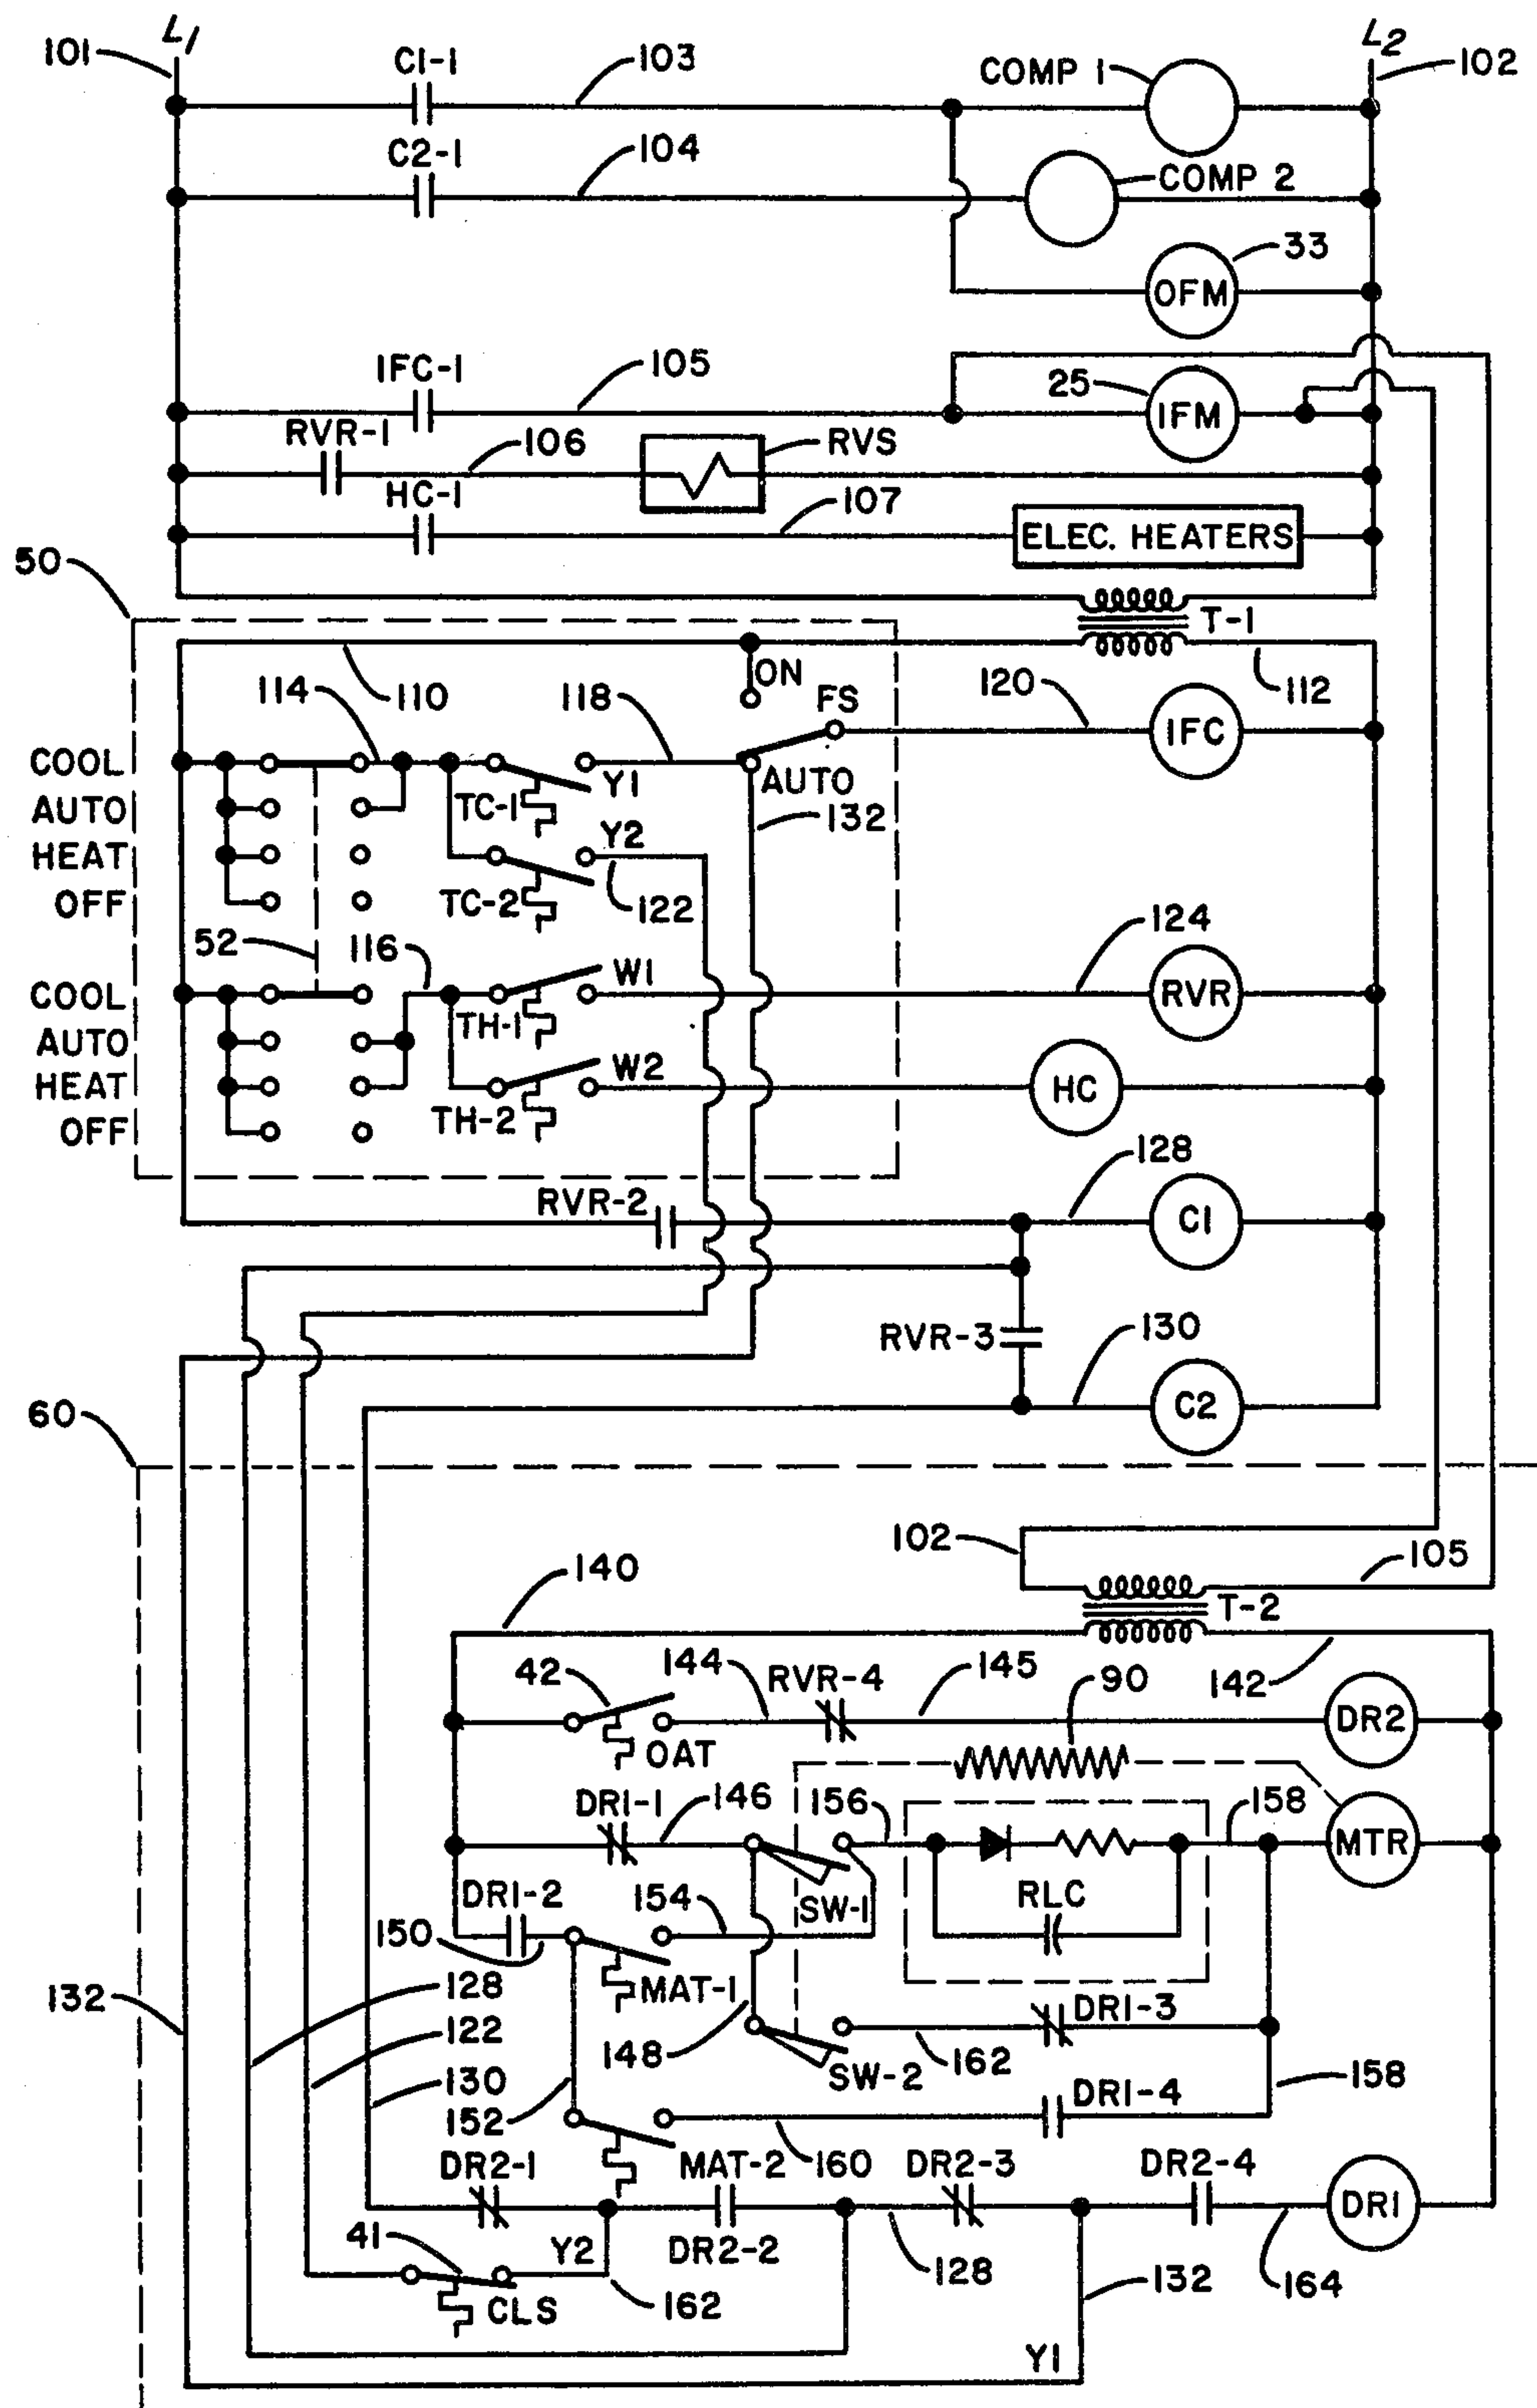 L1
L2
101
C1-1
103
COMP 1
102
C2-1
104
COMP 2
33
OFM
IFC-1
105
25
IFM
RVR-1
106
RVS
HC-1
107
ELEC. HEATERS
50
T-1
ON
114
110
118
FS
120
112
IFC
COOL
TC-1
Y1
AUTO
AUTO
132
HEAT
Y2
OFF
TC-2
122
52
116
124
COOL
W1
RVR
AUTO
TH-1
HEAT
W2
HC
OFF
TH-2
128
RVR-2
C1
RVR-3
130
60
C2
102
105
140
T-2
42
144
RVR-4
145
90
142
OAT
DR2
DR1-1
146
156
158
MTR
DR1-2
154
SW-1
RLC
150
MAT-1
132
128
DR1-3
122
148
162
158
130
SW-2
DR1-4
152
DR2-1
MAT-2
160
DR2-3
DR2-4
DR1
41
Y2
DR2-2
128
132
164
CLS
162
Y1